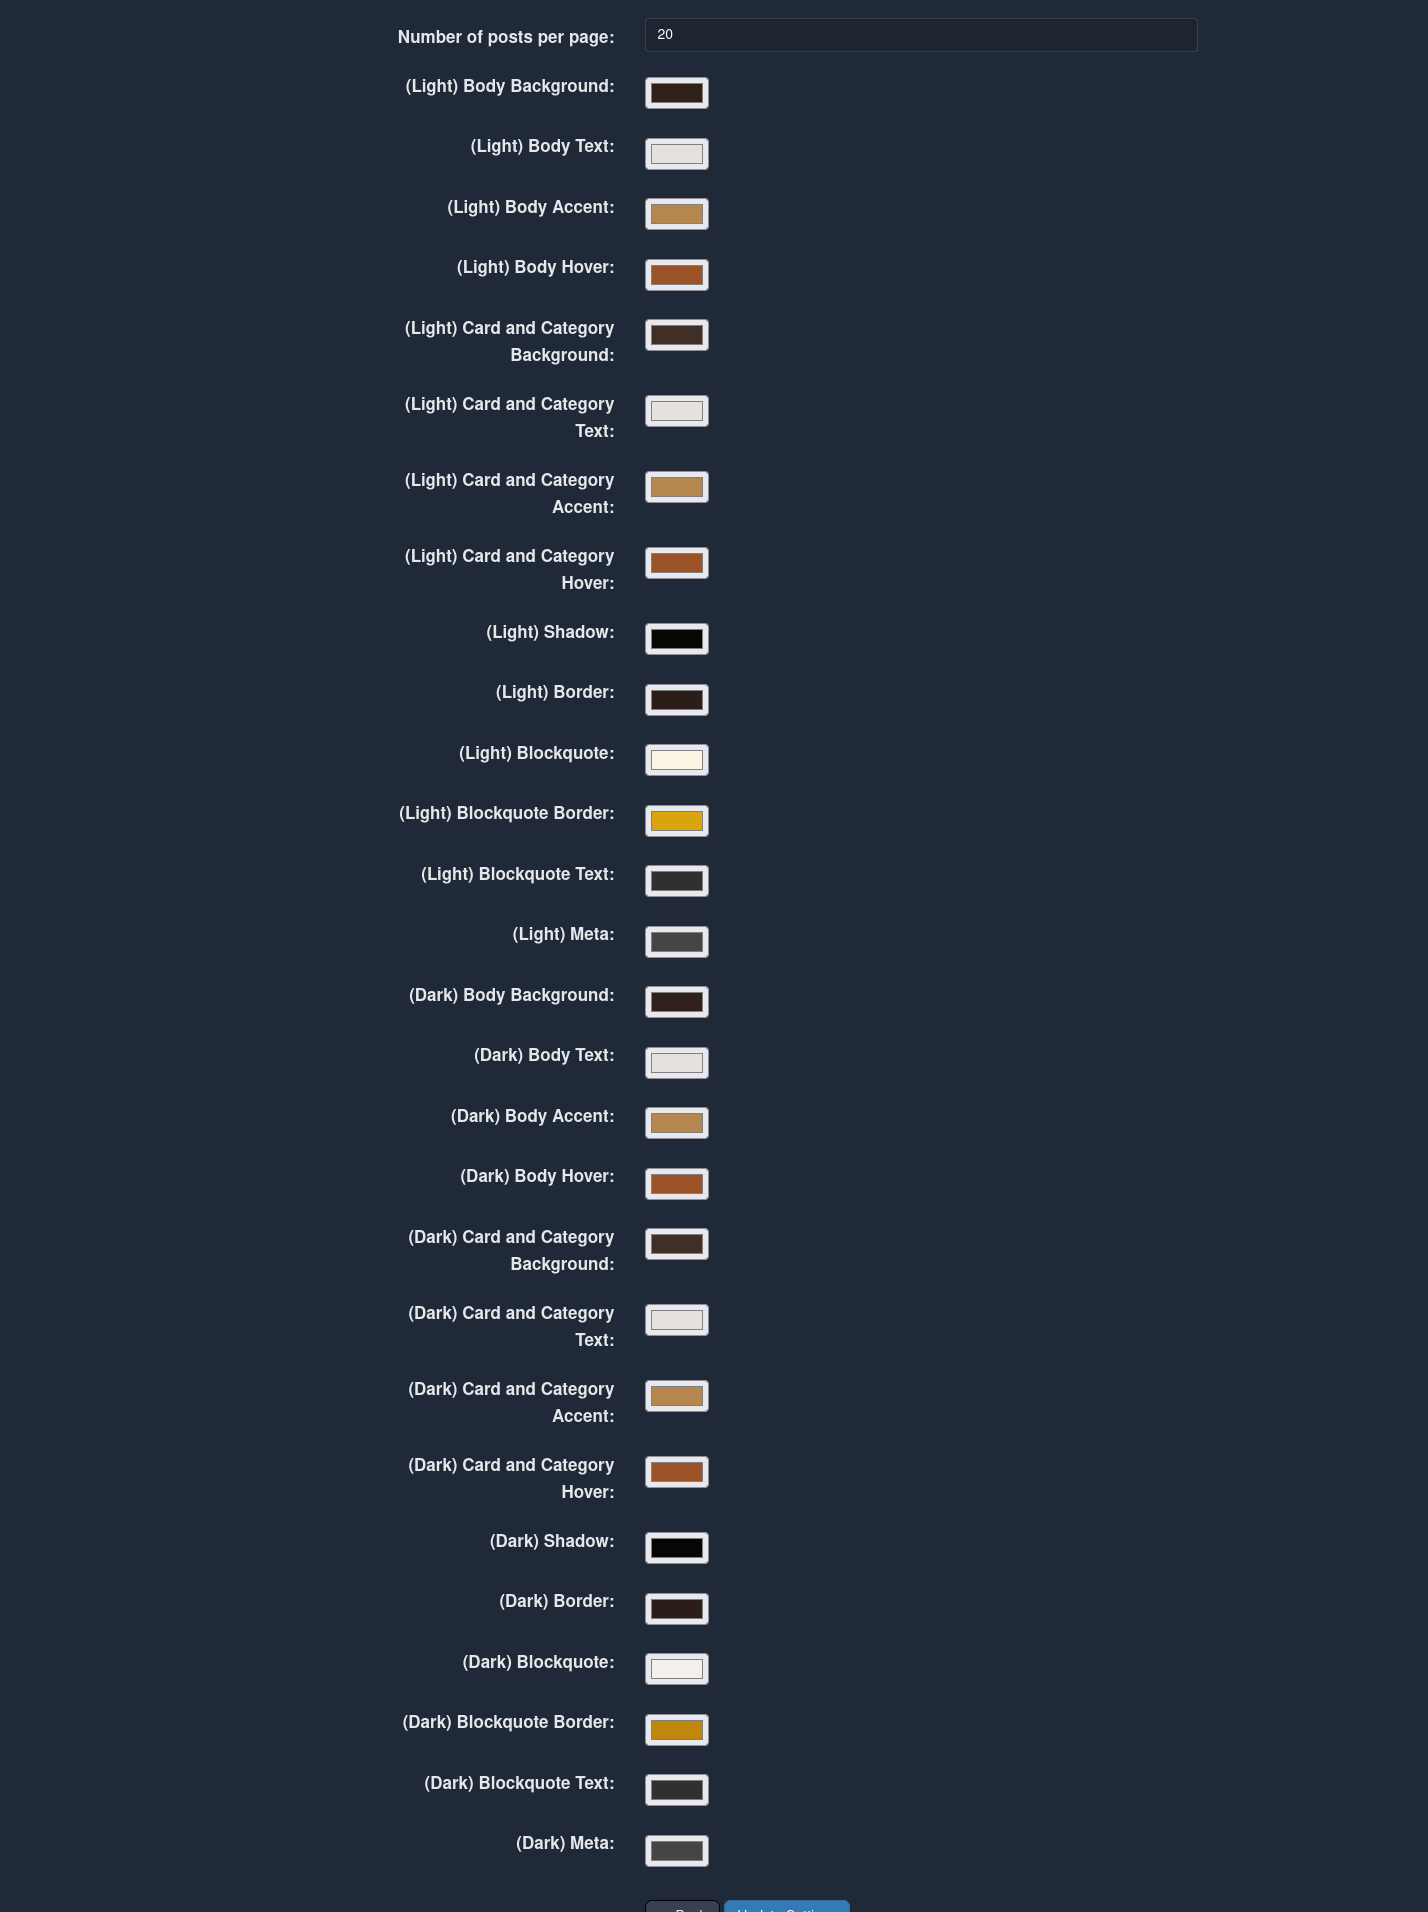 Number of posts per page:
20
(Light) Body Background:
(Light) Body Text:
(Light) Body Accent:
(Light) Body Hover:
(Light) Card and Category
Background:
(Light) Card and Category
Text:
(Light) Card and Category
Accent:
(Light) Card and Category
Hover:
(Light) Shadow:
(Light) Border:
(Light) Blockquote:
(Light) Blockquote Border:
(Light) Blockquote Text:
(Light) Meta:
(Dark) Body Background:
(Dark) Body Text:
(Dark) Body Accent:
(Dark) Body Hover:
(Dark) Card and Category
Background:
(Dark) Card and Category
Text:
(Dark) Card and Category
Accent:
(Dark) Card and Category
Hover:
(Dark) Shadow:
(Dark) Border:
(Dark) Blockquote:
(Dark) Blockquote Border:
(Dark) Blockquote Text:
(Dark) Meta: